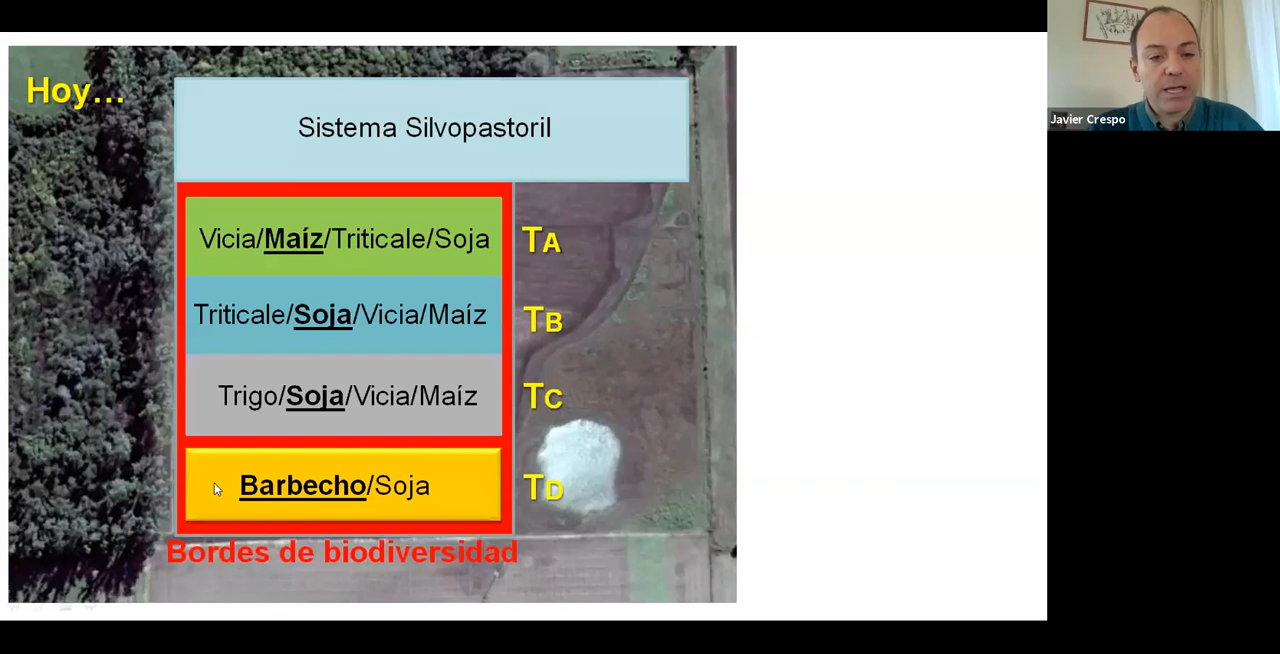 Hoy...
Sistema Silvopastoril
Vicia/Maíz/Triticale/Soja
TA
Triticale/Soja/Vicia/Maíz
TB
Trigo/Soja/Vicia/Maíz
TC
Barbecho/Soja
TD
Bordes de biodiversidad
Javier Crespo